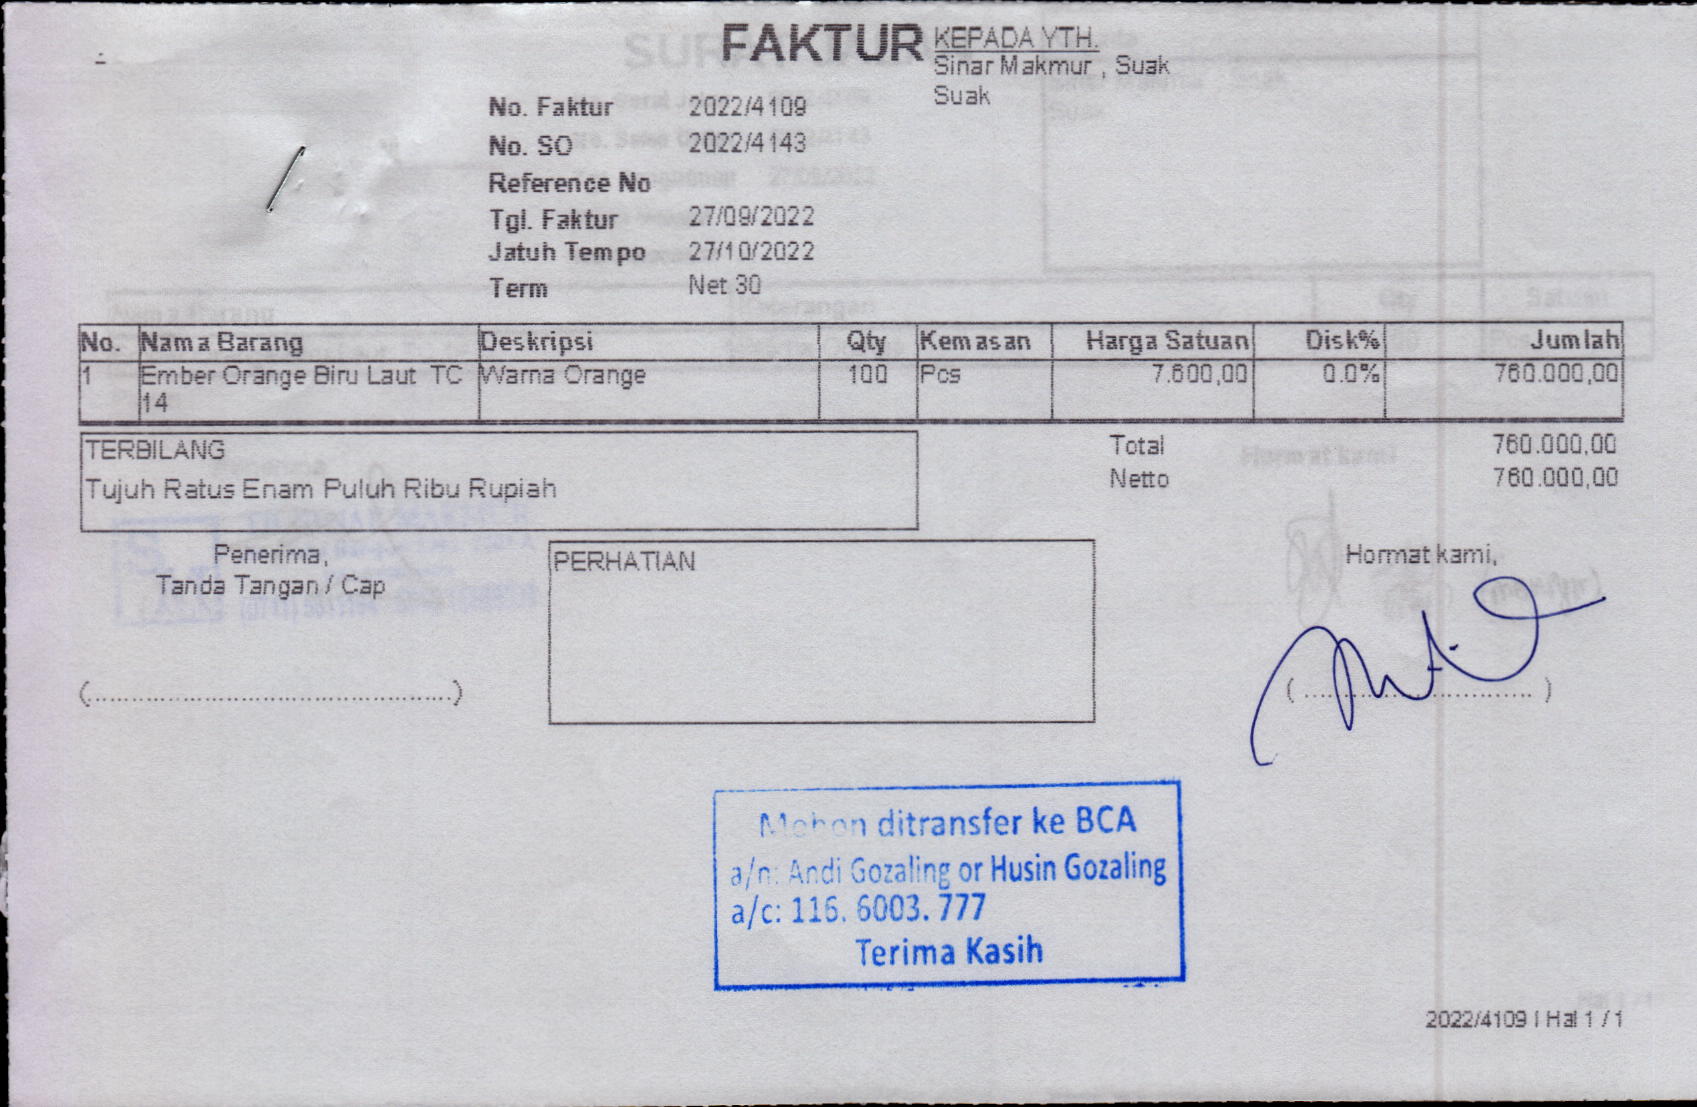 FAKTUR
KEPADA YTH.
Sinar Makmur , Suak
Suak
No. Faktur 2022/4109
No. SO 2022/4143
Reference No
Tgl. Faktur 27/09/2022
Jatuh Tempo 27/10/2022
Term Net 30
No. Nama Barang Deskripsi Qty Kemasan Harga Satuan Disk% Jumlah
1 Ember Orange Biru Laut TC Warna Orange 100 Pcs 7.600,00 0.0% 760.000,00
14
TERBILANG
Tujuh Ratus Enam Puluh Ribu Rupiah
Total 760.000,00
Netto 760.000,00
Penerima,
Tanda Tangan / Cap
PERHATIAN
Hormat kami,
(..............................................)
( ............................. )
Mohon ditransfer ke BCA
a/n: Andi Gozaling or Husin Gozaling
a/c: 116. 6003. 777
Terima Kasih
2022/4109 | Hal 1 / 1